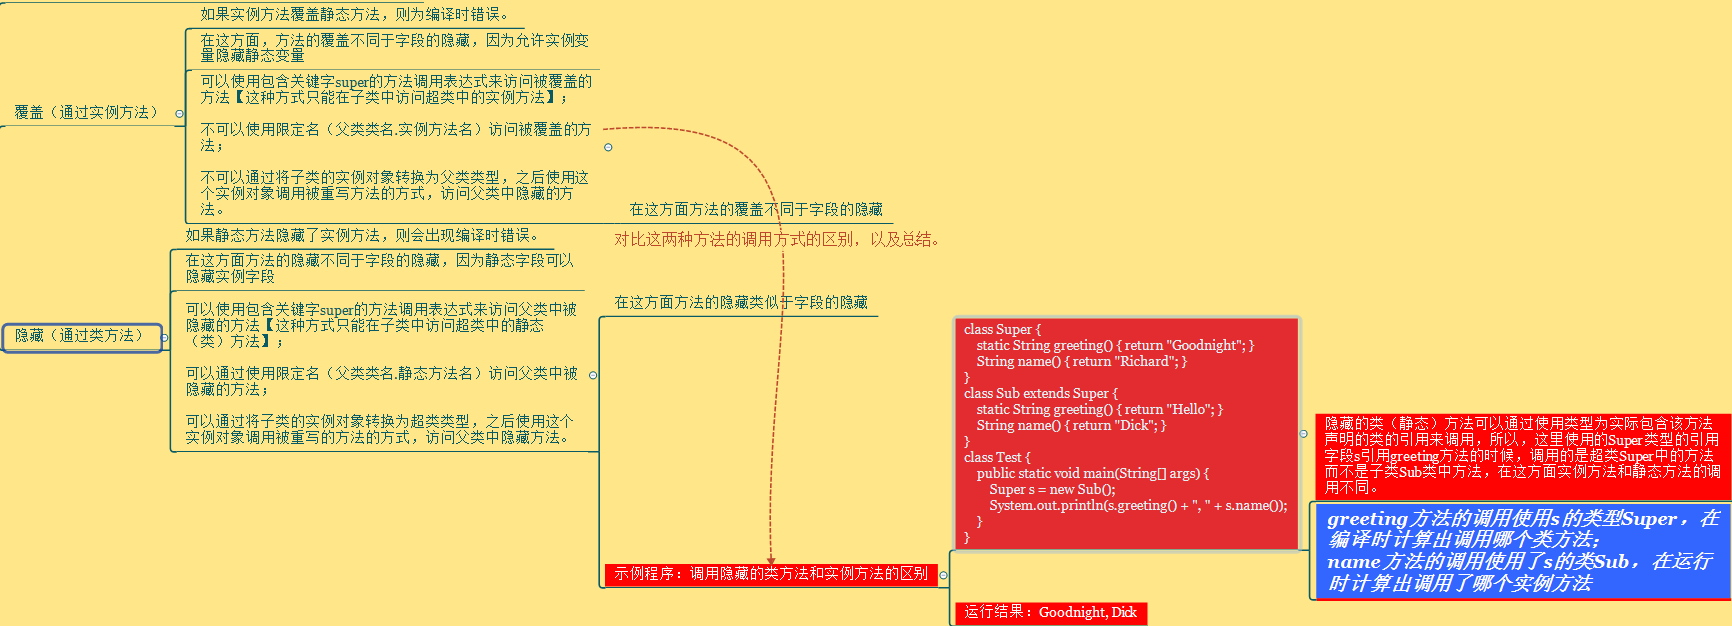 如果实例方法覆盖静态方法，则为编译时错误。
在这方面，方法的覆盖不同于字段的隐藏，因为允许实例变
量隐藏静态变量
覆盖（通过实例方法）
可以使用包含关键字super的方法调用表达式来访问被覆盖的
方法【这种方式只能在子类中访问超类中的实例方法】；
不可以使用限定名（父类类名.实例方法名）访问被覆盖的方
法；
不可以通过将子类的实例对象转换为父类类型，之后使用这
个实例对象调用被重写方法的方式，访问父类中隐藏的方
法。
在这方面方法的覆盖不同于字段的隐藏
对比这两种方法的调用方式的区别，以及总结。
如果静态方法隐藏了实例方法，则会出现编译时错误。
在这方面方法的隐藏不同于字段的隐藏，因为静态字段可以
隐藏实例字段
隐藏（通过类方法）
可以使用包含关键字super的方法调用表达式来访问父类中被
隐藏的方法【这种方式只能在子类中访问超类中的静态
（类）方法】；
可以通过使用限定名（父类类名.静态方法名）访问父类中被
隐藏的方法；
可以通过将子类的实例对象转换为超类类型，之后使用这个
实例对象调用被重写的方法的方式，访问父类中隐藏方法。
在这方面方法的隐藏类似于字段的隐藏
示例程序：调用隐藏的类方法和实例方法的区别
class Super {
static String greeting() { return "Goodnight"; }
String name() { return "Richard"; }
}
class Sub extends Super {
static String greeting() { return "Hello"; }
String name() { return "Dick"; }
}
class Test {
public static void main(String[] args) {
Super s = new Sub();
System.out.println(s.greeting() + ", " + s.name());
}
}
隐藏的类（静态）方法可以通过使用类型为实际包含该方法
声明的类的引用来调用，所以，这里使用的Super类型的引用
字段s引用greeting方法的时候，调用的是超类Super中的方法
而不是子类Sub类中方法，在这方面实例方法和静态方法的调
用不同。
greeting方法的调用使用s的类型Super，在
编译时计算出调用哪个类方法；
name方法的调用使用了s的类Sub，在运行
时计算出调用了哪个实例方法
运行结果：Goodnight, Dick